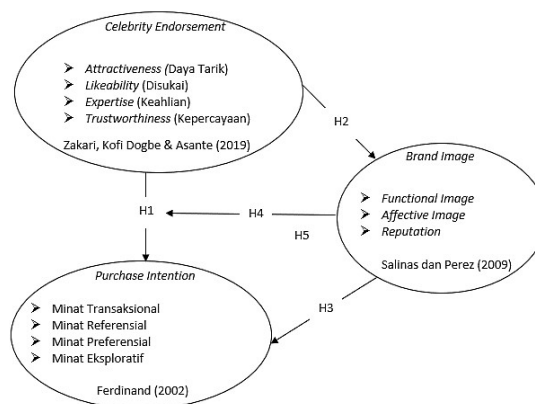 Celebrity Endorsement
➤ Attractiveness (Daya Tarik)
➤ Likeability (Disukai)
➤ Expertise (Keahlian)
➤ Trustworthiness (Kepercayaan)
Zakari, Kofi Dogbe & Asante (2019)
H2
Brand Image
➤ Functional Image
➤ Affective Image
➤ Reputation
Salinas dan Perez (2009)
H1
H4
H5
H3
Purchase Intention
➤ Minat Transaksional
➤ Minat Referensial
➤ Minat Preferensial
➤ Minat Eksploratif
Ferdinand (2002)